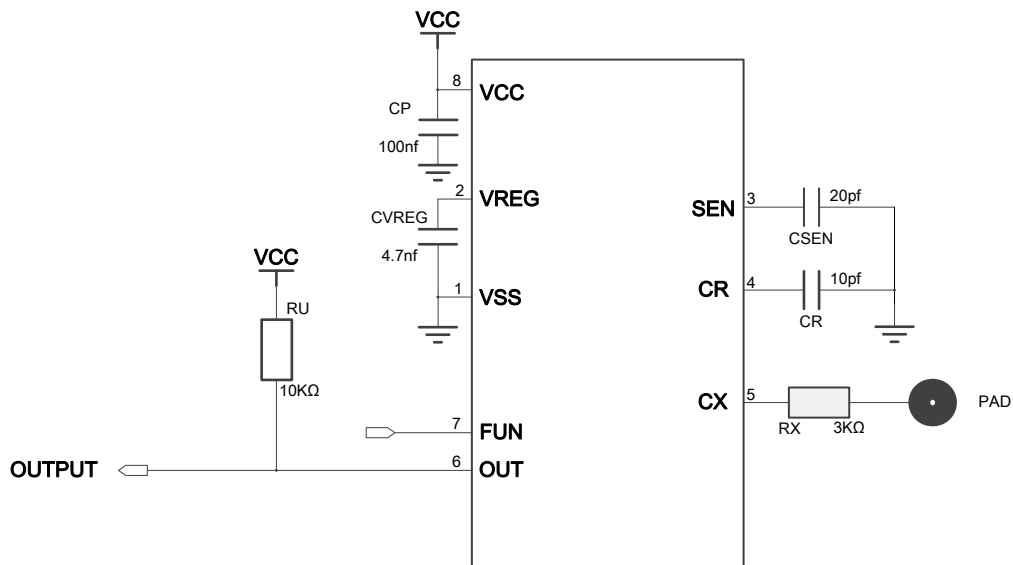 VCC
8
VCC
CP
100nf
2
VREG
CVREG
4.7nf
1
VSS
VCC
RU
10KΩ
7
FUN
6
OUT
OUTPUT
SEN
3
20pf
CSEN
CR
4
10pf
CR
CX
5
RX
3KΩ
PAD